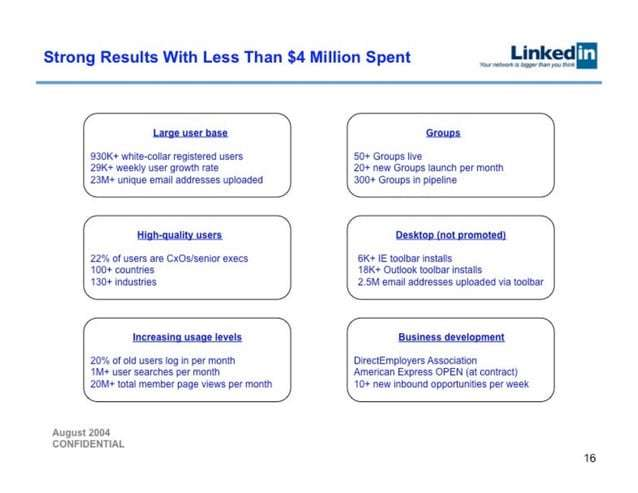 Strong Results With Less Than $4 Million Spent
Linkedin
Your network is bigger than you think
Large user base
930K+ white-collar registered users
29K+ weekly user growth rate
23M+ unique email addresses uploaded
Groups
50+ Groups live
20+ new Groups launch per month
300+ Groups in pipeline
High-quality users
22% of users are CxOs/senior execs
100+ countries
130+ industries
Desktop (not promoted)
6K+ IE toolbar installs
18K+ Outlook toolbar installs
2.5M email addresses uploaded via toolbar
Increasing usage levels
20% of old users log in per month
1M+ user searches per month
20M+ total member page views per month
Business development
DirectEmployers Association
American Express OPEN (at contract)
10+ new inbound opportunities per week
August 2004
CONFIDENTIAL
16